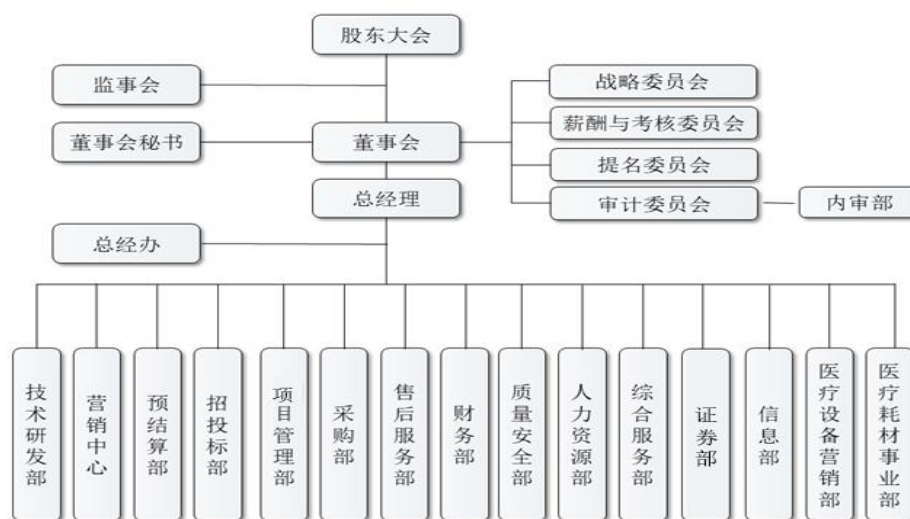 股东大会
监事会
战略委员会
薪酬与考核委员会
董事会秘书
董事会
提名委员会
总经理
审计委员会
内审部
总经办
技术研发部
营销中心
预结算部
招投标部
项目管理部
采购部
售后服务部
财务部
质量安全部
人力资源部
综合服务部
证券部
信息部
医疗设备营销部
医疗耗材事业部